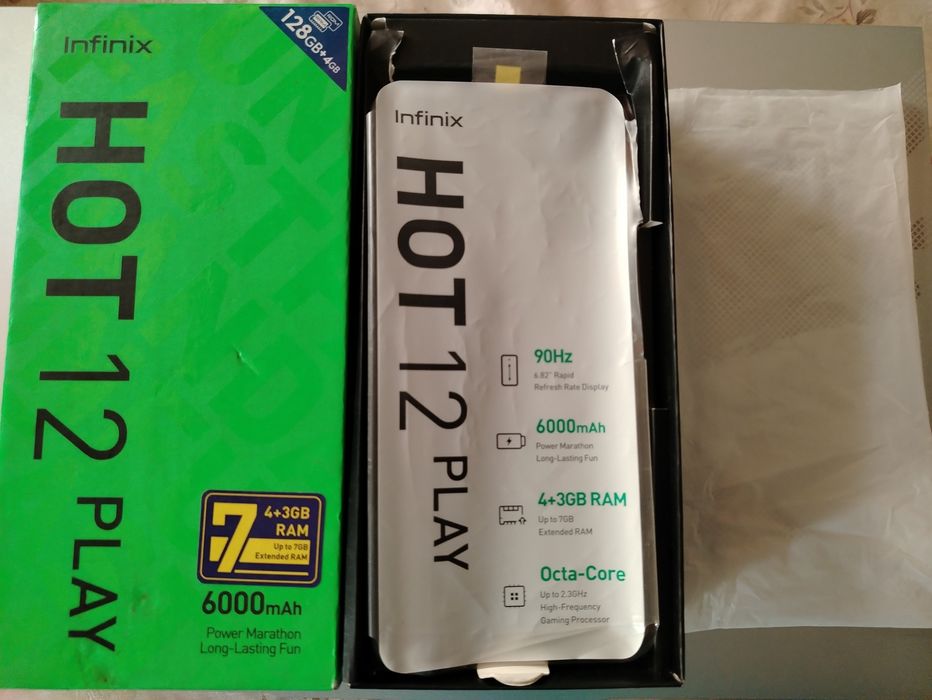 Infinix
128GB+4GB
HOT 12 PLAY
7
4+3GB
RAM
Up to 7GB
Extended RAM
6000mAh
Power Marathon
Long-Lasting Fun
Infinix
HOT 12 PLAY
90Hz
6.82" Rapid
Refresh Rate Display
6000mAh
Power Marathon
Long-Lasting Fun
4+3GB RAM
Up to 7GB
Extended RAM
Octa-Core
Up to 2.3GHz
High-Frequency
Gaming Processor